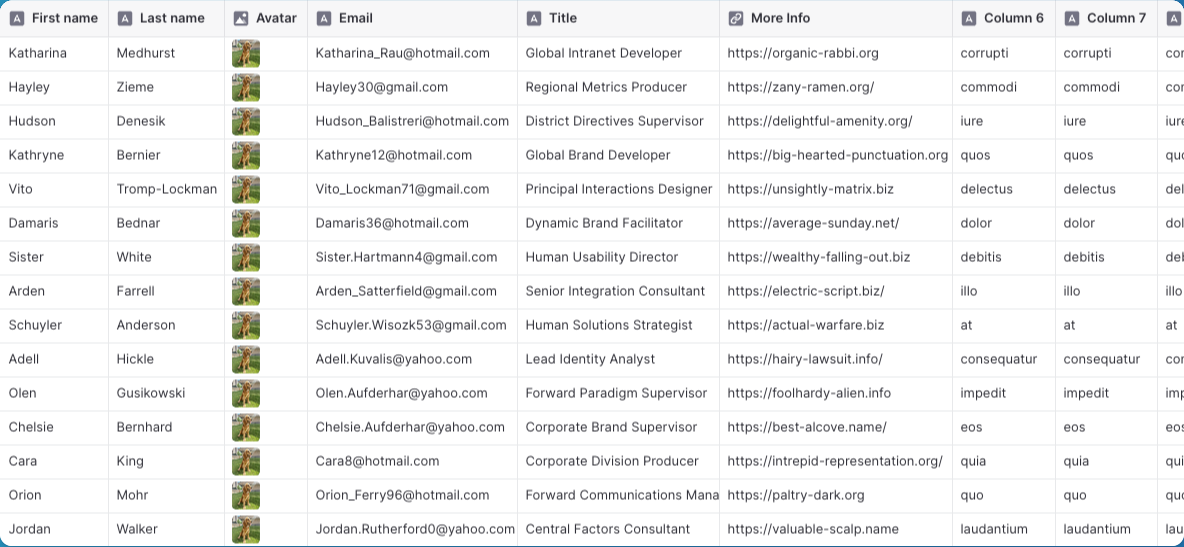 First name Last name Avatar Email Title More Info Column 6 Column 7
Katharina Medhurst Katharina_Rau@hotmail.com Global Intranet Developer https://organic-rabbi.org corrupti corrupti cor
Hayley Zieme Hayley30@gmail.com Regional Metrics Producer https://zany-ramen.org/ commodi commodi cor
Hudson Denesik Hudson_Balistreri@hotmail.com District Directives Supervisor https://delightful-amenity.org/ iure iure iure
Kathryne Bernier Kathryne12@hotmail.com Global Brand Developer https://big-hearted-punctuation.org quos quos quo
Vito Tromp-Lockman Vito_Lockman71@gmail.com Principal Interactions Designer https://unsightly-matrix.biz delectus delectus del
Damaris Bednar Damaris36@hotmail.com Dynamic Brand Facilitator https://average-sunday.net/ dolor dolor dol
Sister White Sister.Hartmann4@gmail.com Human Usability Director https://wealthy-falling-out.biz debitis debitis deb
Arden Farrell Arden_Satterfield@gmail.com Senior Integration Consultant https://electric-script.biz/ illo illo illo
Schuyler Anderson Schuyler.Wisozk53@gmail.com Human Solutions Strategist https://actual-warfare.biz at at at
Adell Hickle Adell.Kuvalis@yahoo.com Lead Identity Analyst https://hairy-lawsuit.info/ consequatur consequatur cor
Olen Gusikowski Olen.Aufderhar@yahoo.com Forward Paradigm Supervisor https://foolhardy-alien.info impedit impedit imp
Chelsie Bernhard Chelsie.Aufderhar@yahoo.com Corporate Brand Supervisor https://best-alcove.name/ eos eos eos
Cara King Cara8@hotmail.com Corporate Division Producer https://intrepid-representation.org/ quia quia qui
Orion Mohr Orion_Ferry96@hotmail.com Forward Communications Mana https://paltry-dark.org quo quo quo
Jordan Walker Jordan.Rutherford0@yahoo.com Central Factors Consultant https://valuable-scalp.name laudantium laudantium lau